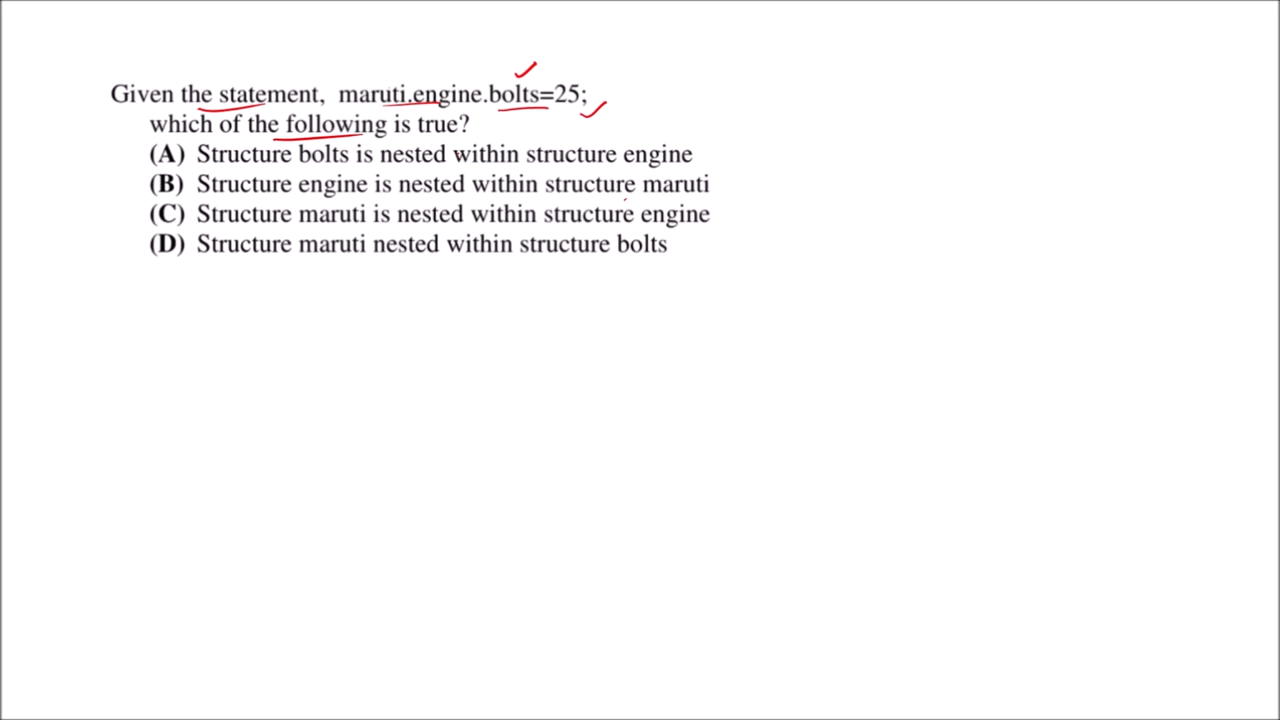 Given the statement, maruti.engine.bolts=25;
which of the following is true?
(A) Structure bolts is nested within structure engine
(B) Structure engine is nested within structure maruti
(C) Structure maruti is nested within structure engine
(D) Structure maruti nested within structure bolts